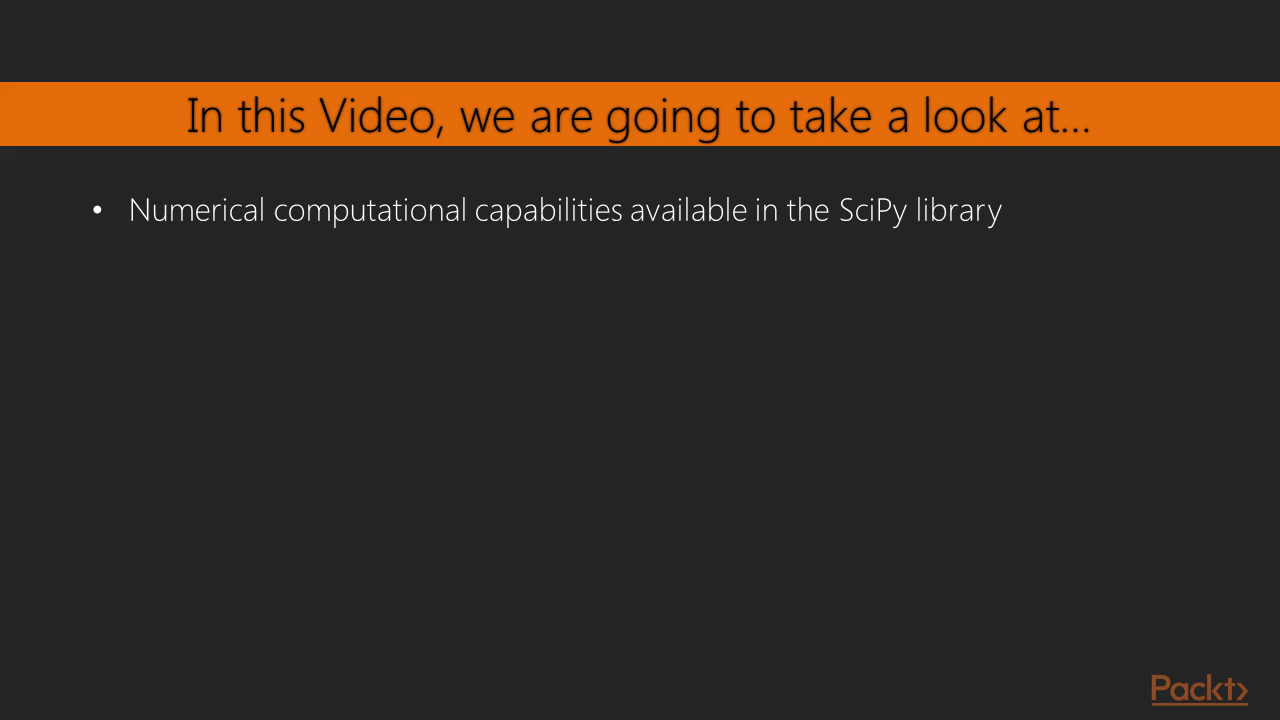 In this Video, we are going to take a look at...
• Numerical computational capabilities available in the SciPy library
Packt>